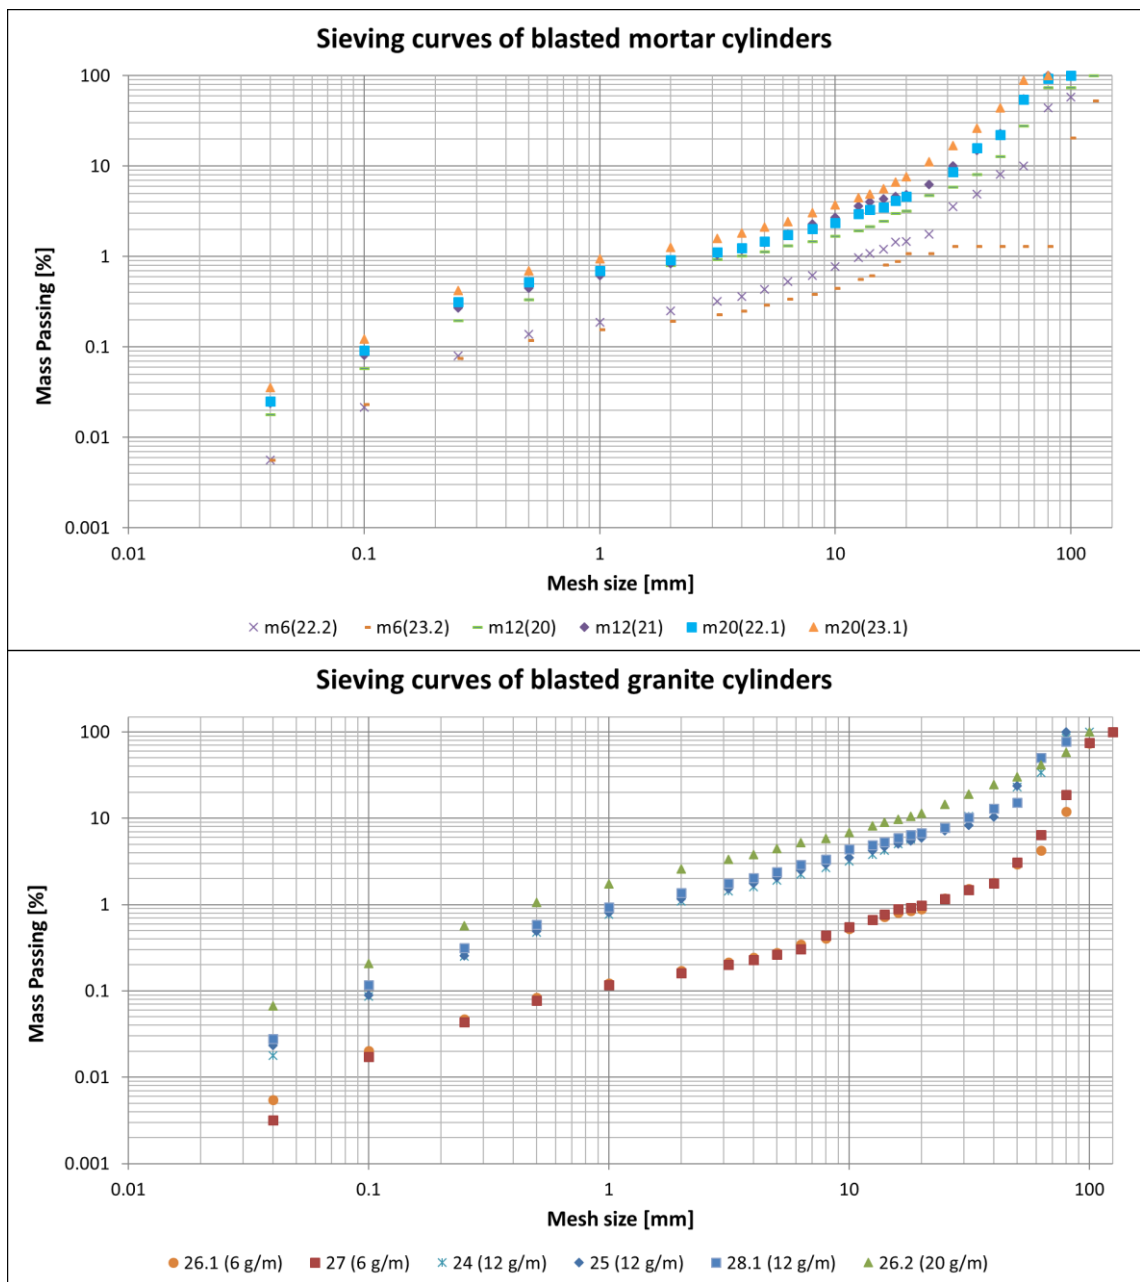 Sieving curves of blasted mortar cylinders
100
10
1
0.1
0.01
0.001
Mass Passing [%]
0.01 0.1 1 10 100
Mesh size [mm]
m6(22.2) m6(23.2) m12(20) m12(21) m20(22.1) m20(23.1)
Sieving curves of blasted granite cylinders
100
10
1
0.1
0.01
0.001
Mass Passing [%]
0.01 0.1 1 10 100
Mesh size [mm]
26.1 (6 g/m) 27 (6 g/m) 24 (12 g/m) 25 (12 g/m) 28.1 (12 g/m) 26.2 (20 g/m)